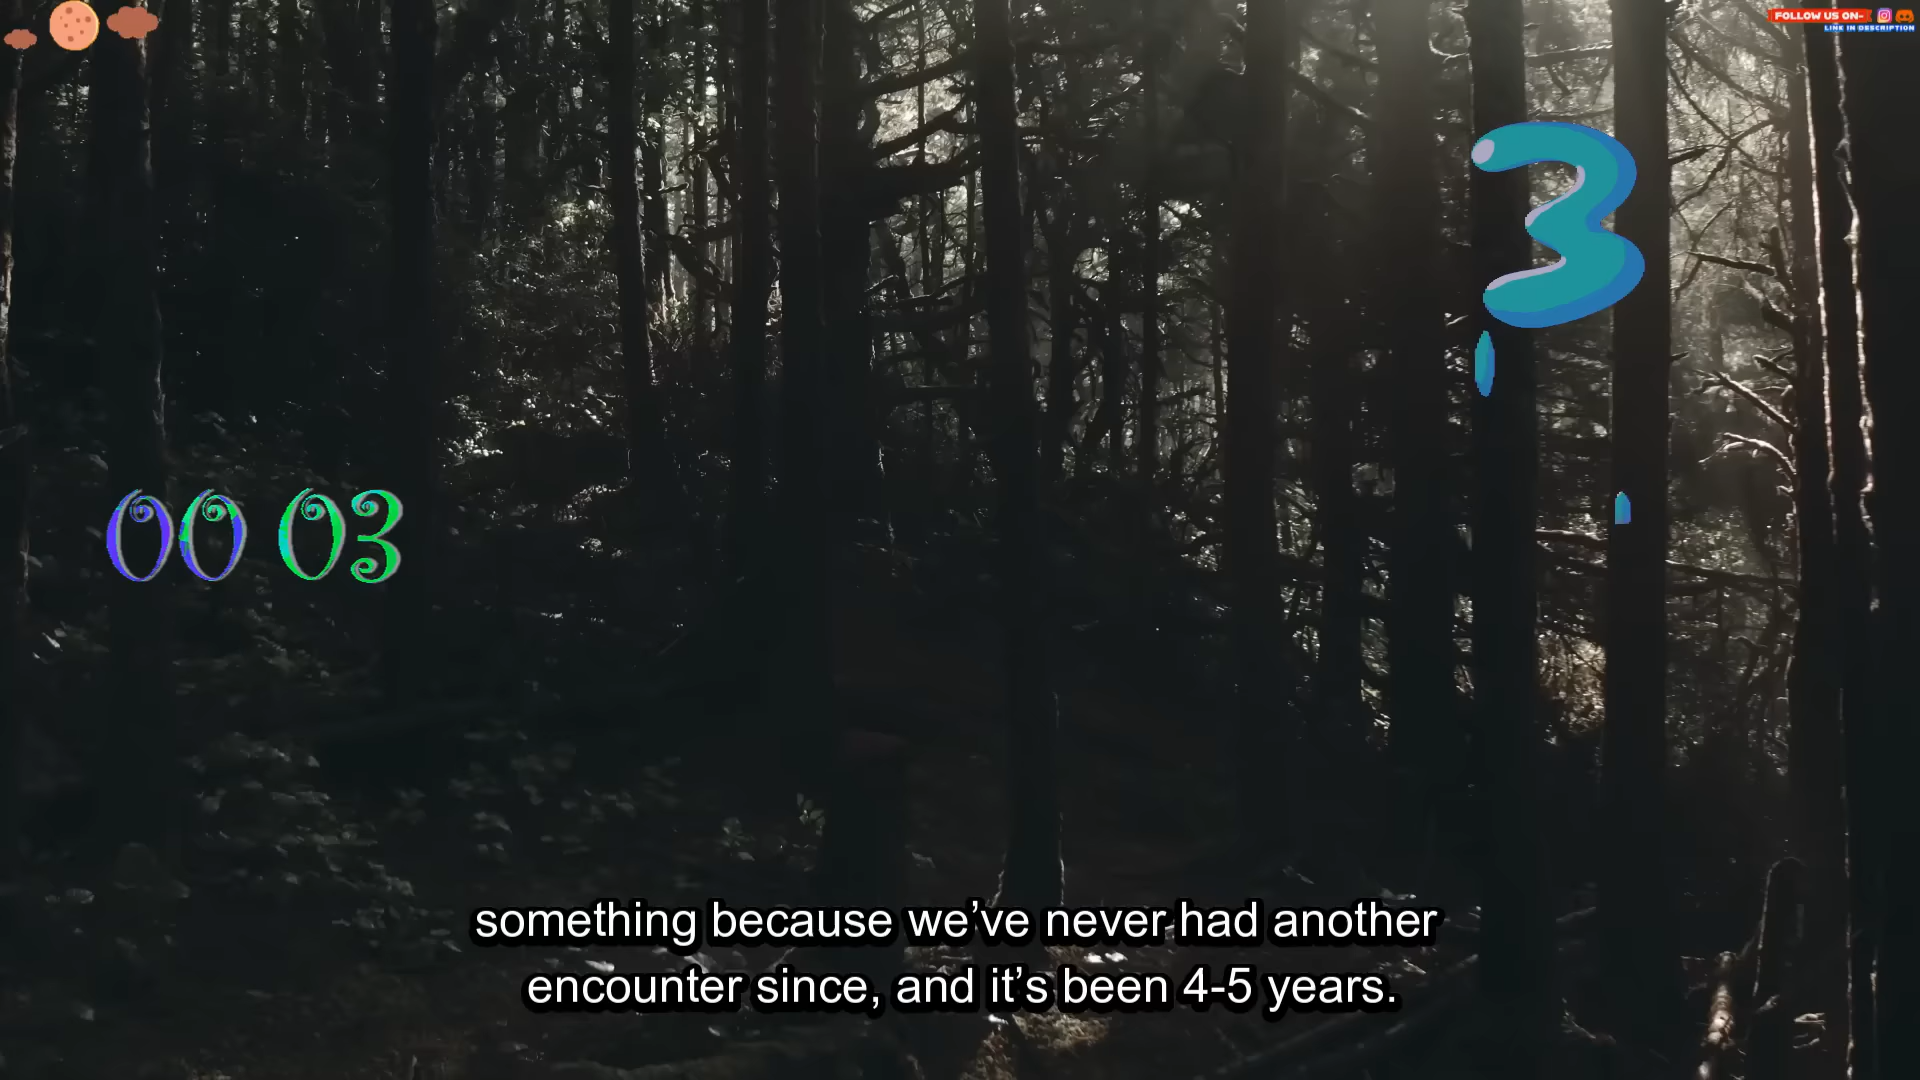 FOLLOW US ON-
LINK IN DESCRIPTION
3
00 03
something because we’ve never had another
encounter since, and it’s been 4-5 years.